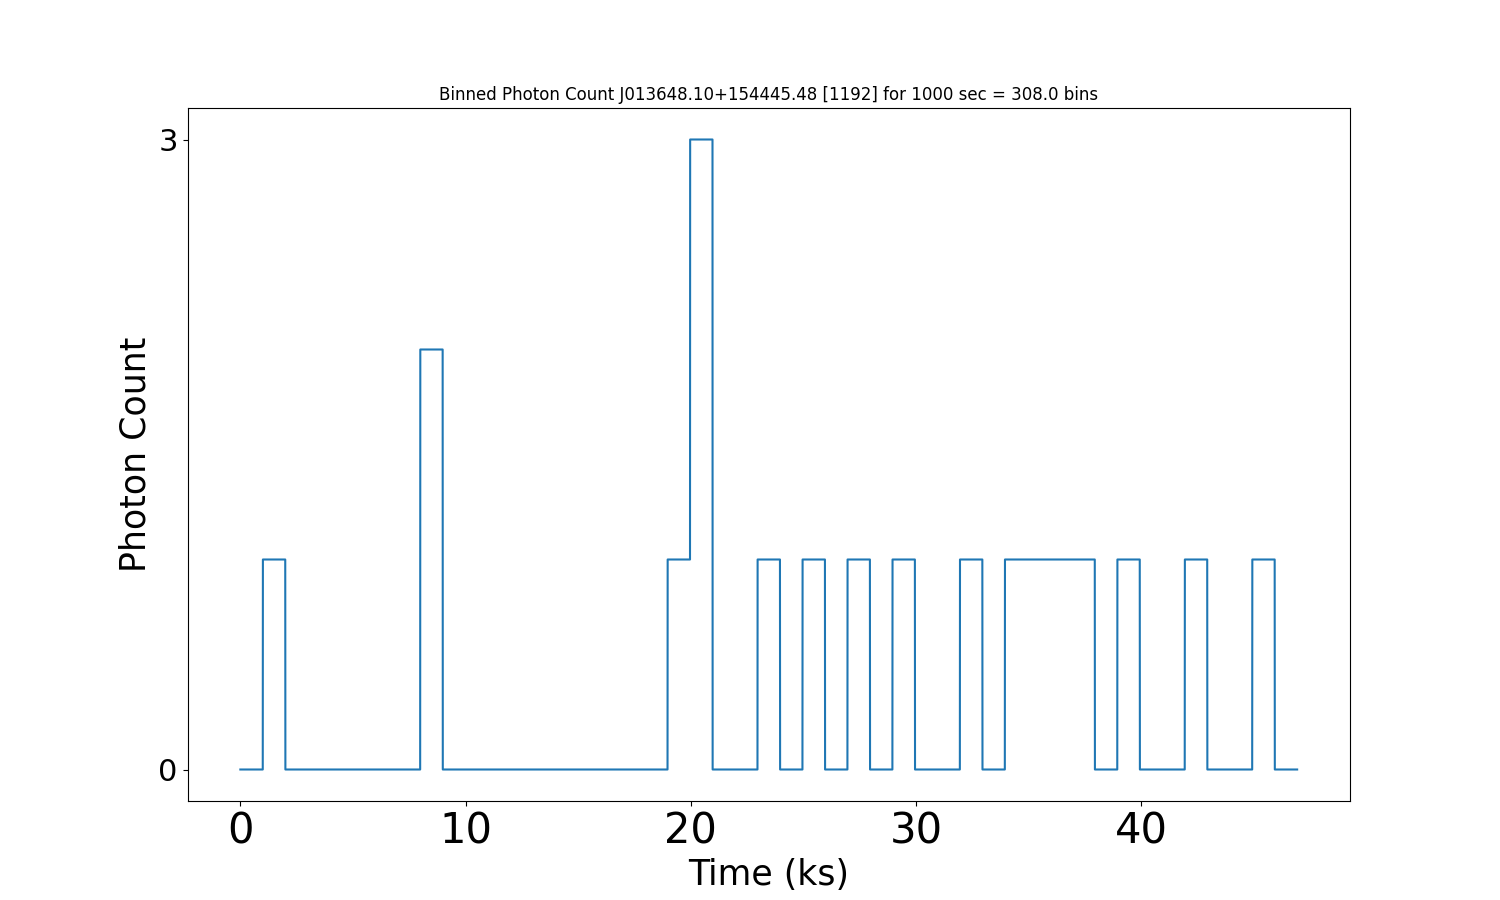 Binned Photon Count J013648.10+154445.48 [1192] for 1000 sec = 308.0 bins
3
Photon Count
0
0 10 20 30 40
Time (ks)